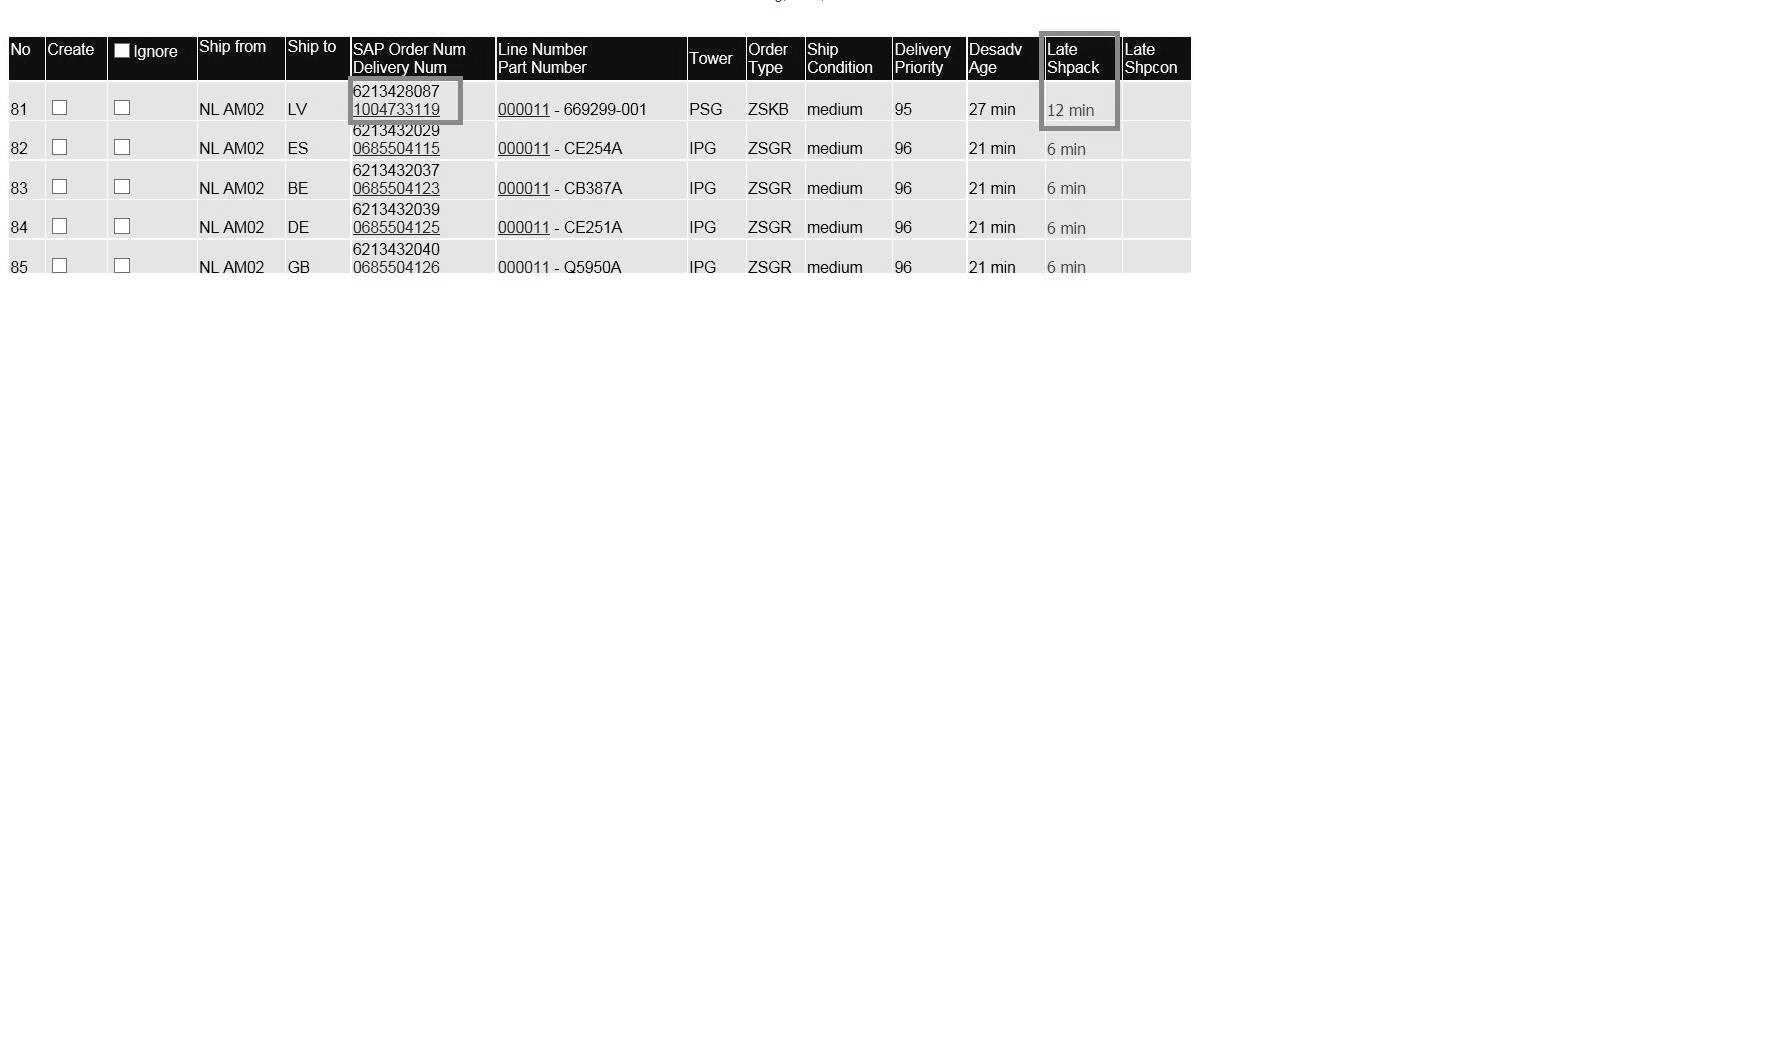 No Create Ignore Ship from Ship to SAP Order Num Line Number Tower Order Ship Delivery Desadv Late Late
Delivery Num Part Number Type Condition Priority Age Shpack Shpcon
6213428087
81 NL AM02 LV 1004733119 000011 - 669299-001 PSG ZSKB medium 95 27 min 12 min
6213432029
82 NL AM02 ES 0685504115 000011 - CE254A IPG ZSGR medium 96 21 min 6 min
6213432037
83 NL AM02 BE 0685504123 000011 - CB387A IPG ZSGR medium 96 21 min 6 min
6213432039
84 NL AM02 DE 0685504125 000011 - CE251A IPG ZSGR medium 96 21 min 6 min
6213432040
85 NL AM02 GB 0685504126 000011 - Q5950A IPG ZSGR medium 96 21 min 6 min